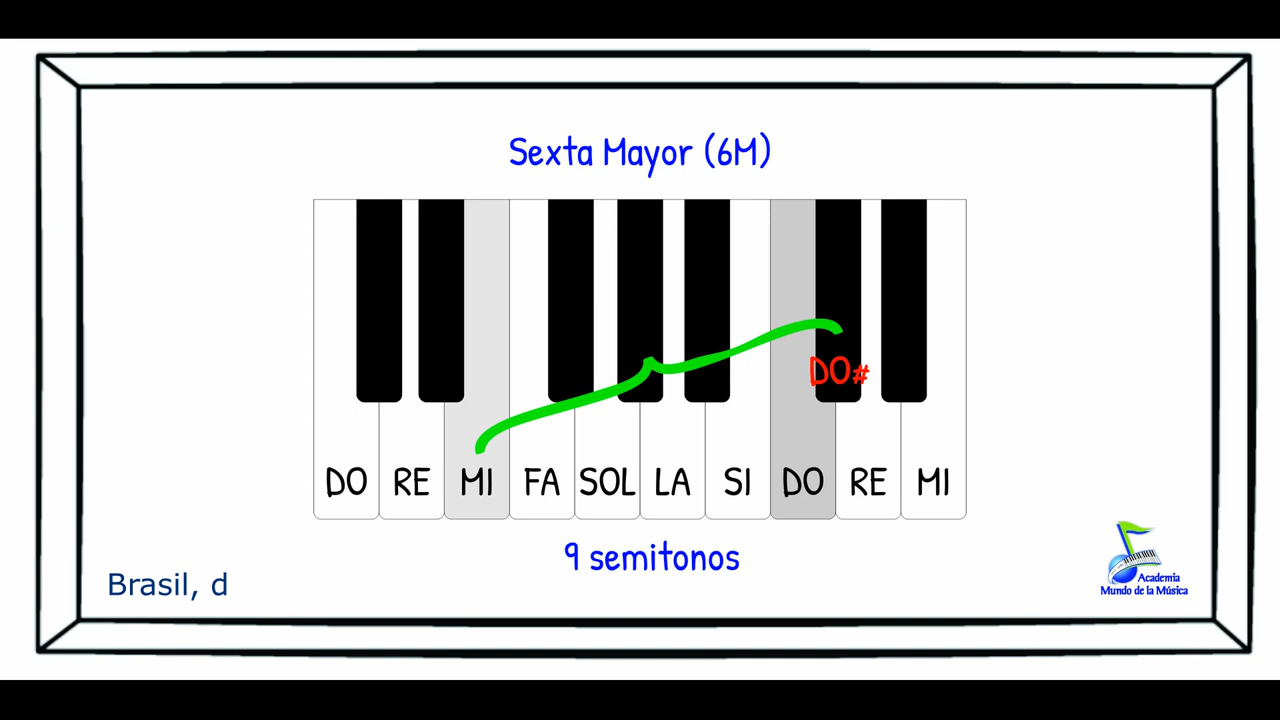 Sexta Mayor (6M)
DO#
DO RE MI FA SOL LA SI DO RE MI
9 semitonos
Brasil, d
Academia
Mundo de la Música